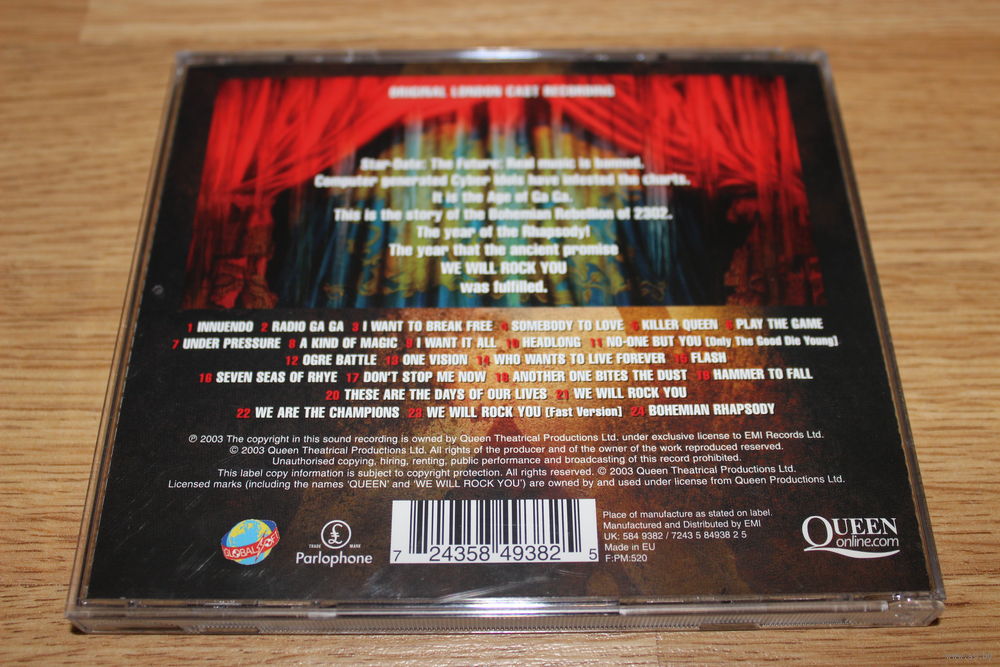 ORIGINAL LONDON CAST RECORDING
Star-Date: The Future: Real music is banned.
Computer generated Cyber Idols have infested the charts.
It is the Age of Ga Ga.
This is the story of the Bohemian Rebellion of 2302.
The year of the Rhapsody!
The year that the ancient promise
WE WILL ROCK YOU
was fulfilled.
1 INNUENDO 2 RADIO GA GA 3 I WANT TO BREAK FREE 4 SOMEBODY TO LOVE 5 KILLER QUEEN 6 PLAY THE GAME
7 UNDER PRESSURE 8 A KIND OF MAGIC 9 I WANT IT ALL 10 HEADLONG 11 NO-ONE BUT YOU [Only The Good Die Young]
12 OGRE BATTLE 13 ONE VISION 14 WHO WANTS TO LIVE FOREVER 15 FLASH
16 SEVEN SEAS OF RHYE 17 DON'T STOP ME NOW 18 ANOTHER ONE BITES THE DUST 19 HAMMER TO FALL
20 THESE ARE THE DAYS OF OUR LIVES 21 WE WILL ROCK YOU
22 WE ARE THE CHAMPIONS 23 WE WILL ROCK YOU [Fast Version] 24 BOHEMIAN RHAPSODY
℗ 2003 The copyright in this sound recording is owned by Queen Theatrical Productions Ltd. under exclusive license to EMI Records Ltd.
© 2003 Queen Theatrical Productions Ltd. All rights of the producer and of the owner of the work reproduced reserved.
Unauthorised copying, hiring, renting, public performance and broadcasting of this record prohibited.
This label copy information is subject to copyright protection. All rights reserved. © 2003 Queen Theatrical Productions Ltd.
Licensed marks (including the names 'QUEEN' and 'WE WILL ROCK YOU') are owned by and used under license from Queen Productions Ltd.
GLOBAL SOFT
TRADE MARK
Parlophone
7 24358 49382 5
Place of manufacture as stated on label.
Manufactured and Distributed by EMI
UK: 584 9382 / 7243 5 84938 2 5
Made in EU
F:PM:520
QUEEN
online.com